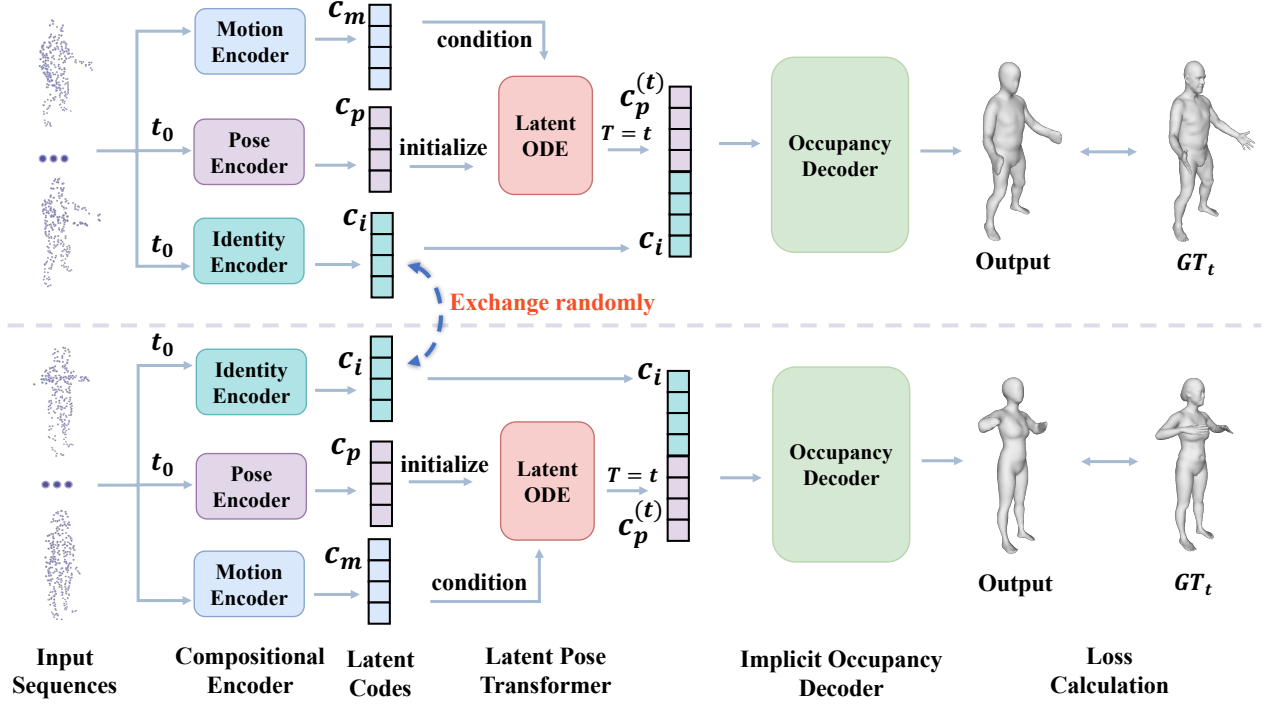 Motion
Encoder
c_m
condition
t_0
Pose
Encoder
c_p
initialize
Latent
ODE
c_p^{(t)}
T = t
Occupancy
Decoder
t_0
Identity
Encoder
c_i
c_i
Output
GT_t
Exchange randomly
t_0
Identity
Encoder
c_i
c_i
t_0
Pose
Encoder
c_p
initialize
Latent
ODE
T = t
c_p^{(t)}
Occupancy
Decoder
Motion
Encoder
c_m
condition
Output
GT_t
Input
Sequences
Compositional
Encoder
Latent
Codes
Latent Pose
Transformer
Implicit Occupancy
Decoder
Loss
Calculation